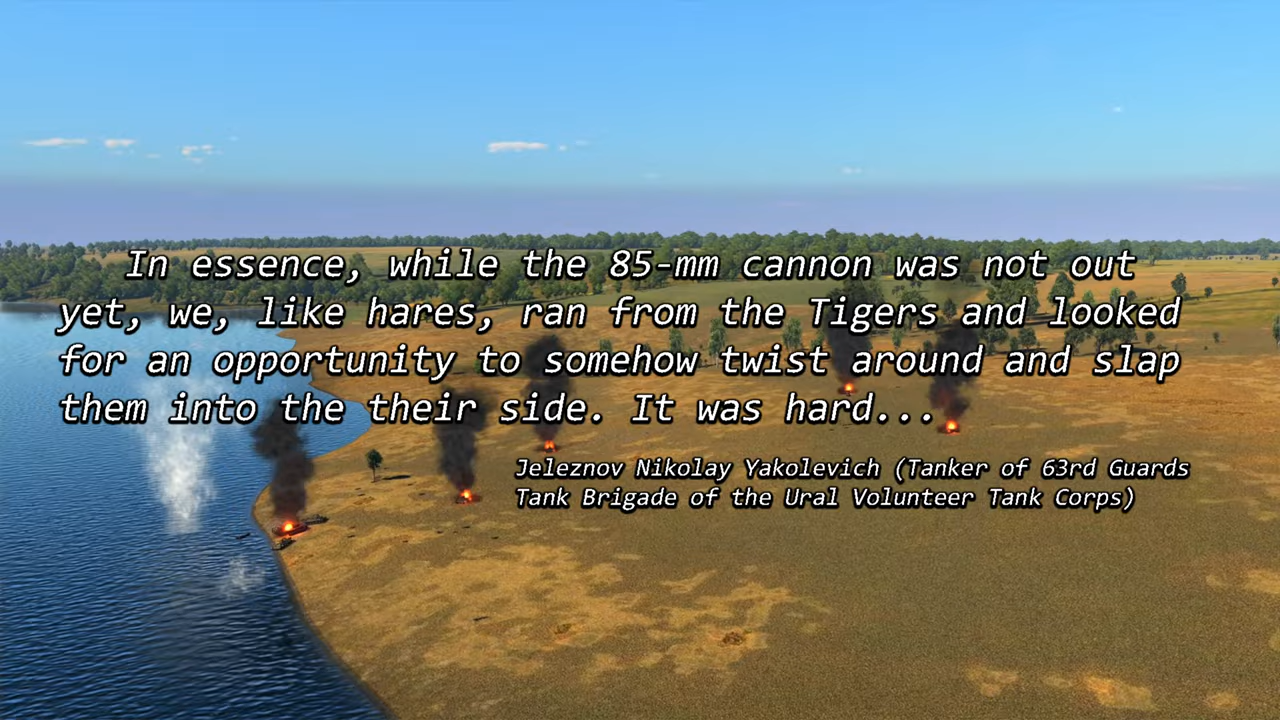 In essence, while the 85-mm cannon was not out
yet, we, like hares, ran from the Tigers and looked
for an opportunity to somehow twist around and slap
them into the their side. It was hard...
Jeleznov Nikolay Yakolevich (Tanker of 63rd Guards
Tank Brigade of the Ural Volunteer Tank Corps)